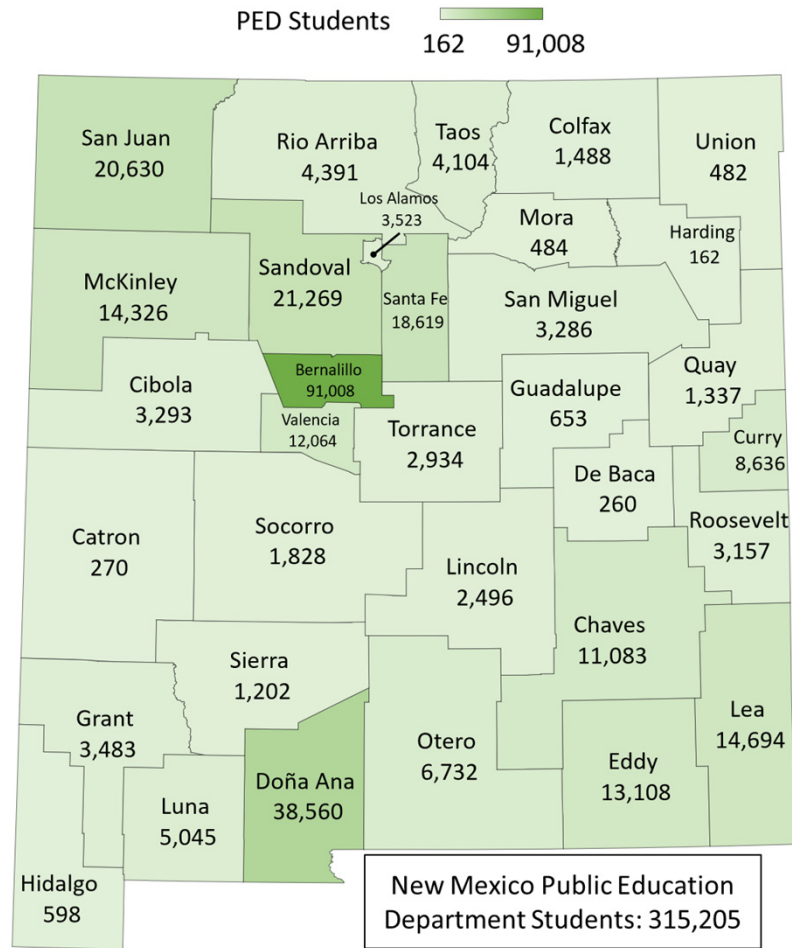 PED Students
162 91,008
San Juan
20,630
Rio Arriba
4,391
Taos
4,104
Colfax
1,488
Union
482
Los Alamos
3,523
Mora
484
Harding
162
McKinley
14,326
Sandoval
21,269
Santa Fe
18,619
San Miguel
3,286
Quay
1,337
Cibola
3,293
Bernalillo
91,008
Valencia
12,064
Torrance
2,934
Guadalupe
653
Curry
8,636
De Baca
260
Catron
270
Socorro
1,828
Lincoln
2,496
Roosevelt
3,157
Chaves
11,083
Sierra
1,202
Grant
3,483
Lea
14,694
Otero
6,732
Eddy
13,108
Doña Ana
38,560
Luna
5,045
Hidalgo
598
New Mexico Public Education
Department Students: 315,205